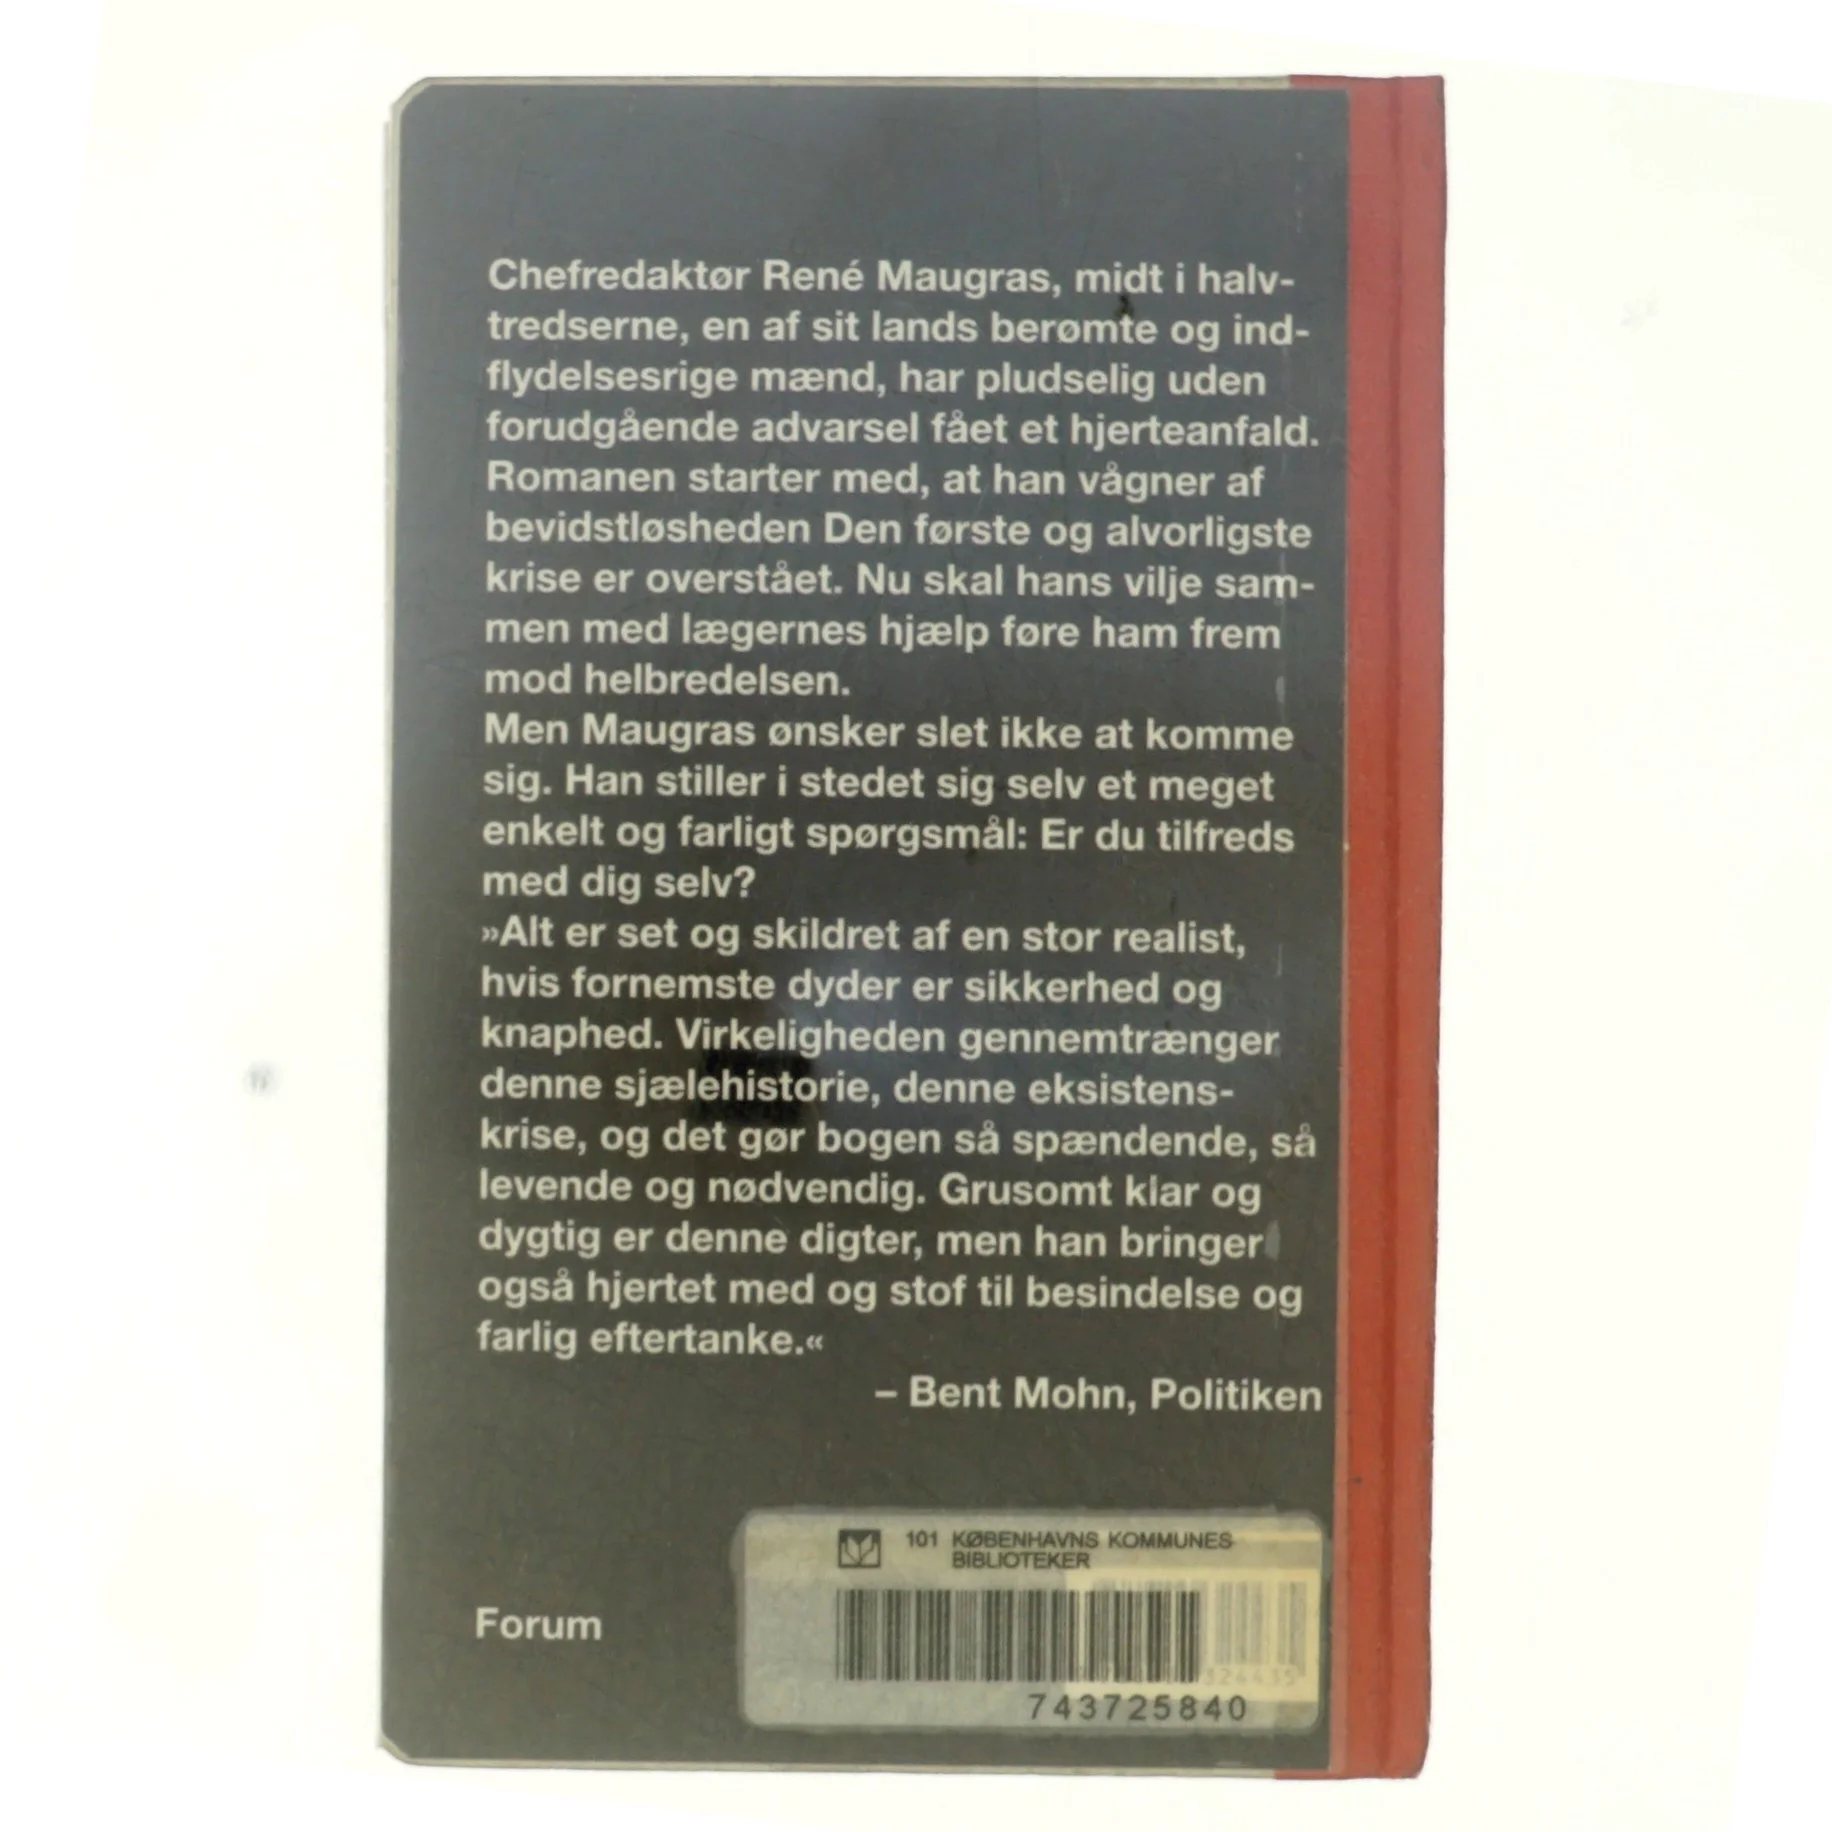 Chefredaktør René Maugras, midt i halv-
tredserne, en af sit lands berømte og ind-
flydelsesrige mænd, har pludselig uden
forudgående advarsel fået et hjerteanfald.
Romanen starter med, at han vågner af
bevidstløsheden Den første og alvorligste
krise er overstået. Nu skal hans vilje sam-
men med lægernes hjælp føre ham frem
mod helbredelsen.
Men Maugras ønsker slet ikke at komme
sig. Han stiller i stedet sig selv et meget
enkelt og farligt spørgsmål: Er du tilfreds
med dig selv?
»Alt er set og skildret af en stor realist,
hvis fornemste dyder er sikkerhed og
knaphed. Virkeligheden gennemtrænger
denne sjælehistorie, denne eksistens-
krise, og det gør bogen så spændende, så
levende og nødvendig. Grusomt klar og
dygtig er denne digter, men han bringer
også hjertet med og stof til besindelse og
farlig eftertanke.«
– Bent Mohn, Politiken
101 KØBENHAVNS KOMMUNES
BIBLIOTEKER
Forum
743725840